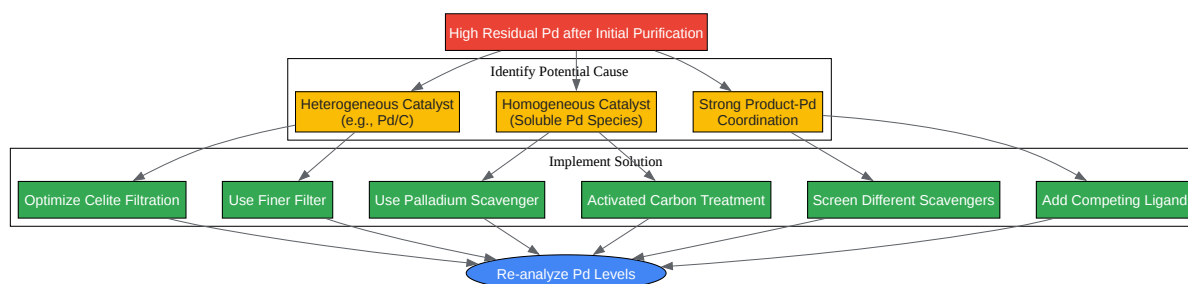 High Residual Pd after Initial Purification
Identify Potential Cause
Heterogeneous Catalyst
(e.g., Pd/C)
Homogeneous Catalyst
(Soluble Pd Species)
Strong Product-Pd
Coordination
Implement Solution
Optimize Celite Filtration
Use Finer Filter
Use Palladium Scavenger
Activated Carbon Treatment
Screen Different Scavengers
Add Competing Ligand
Re-analyze Pd Levels